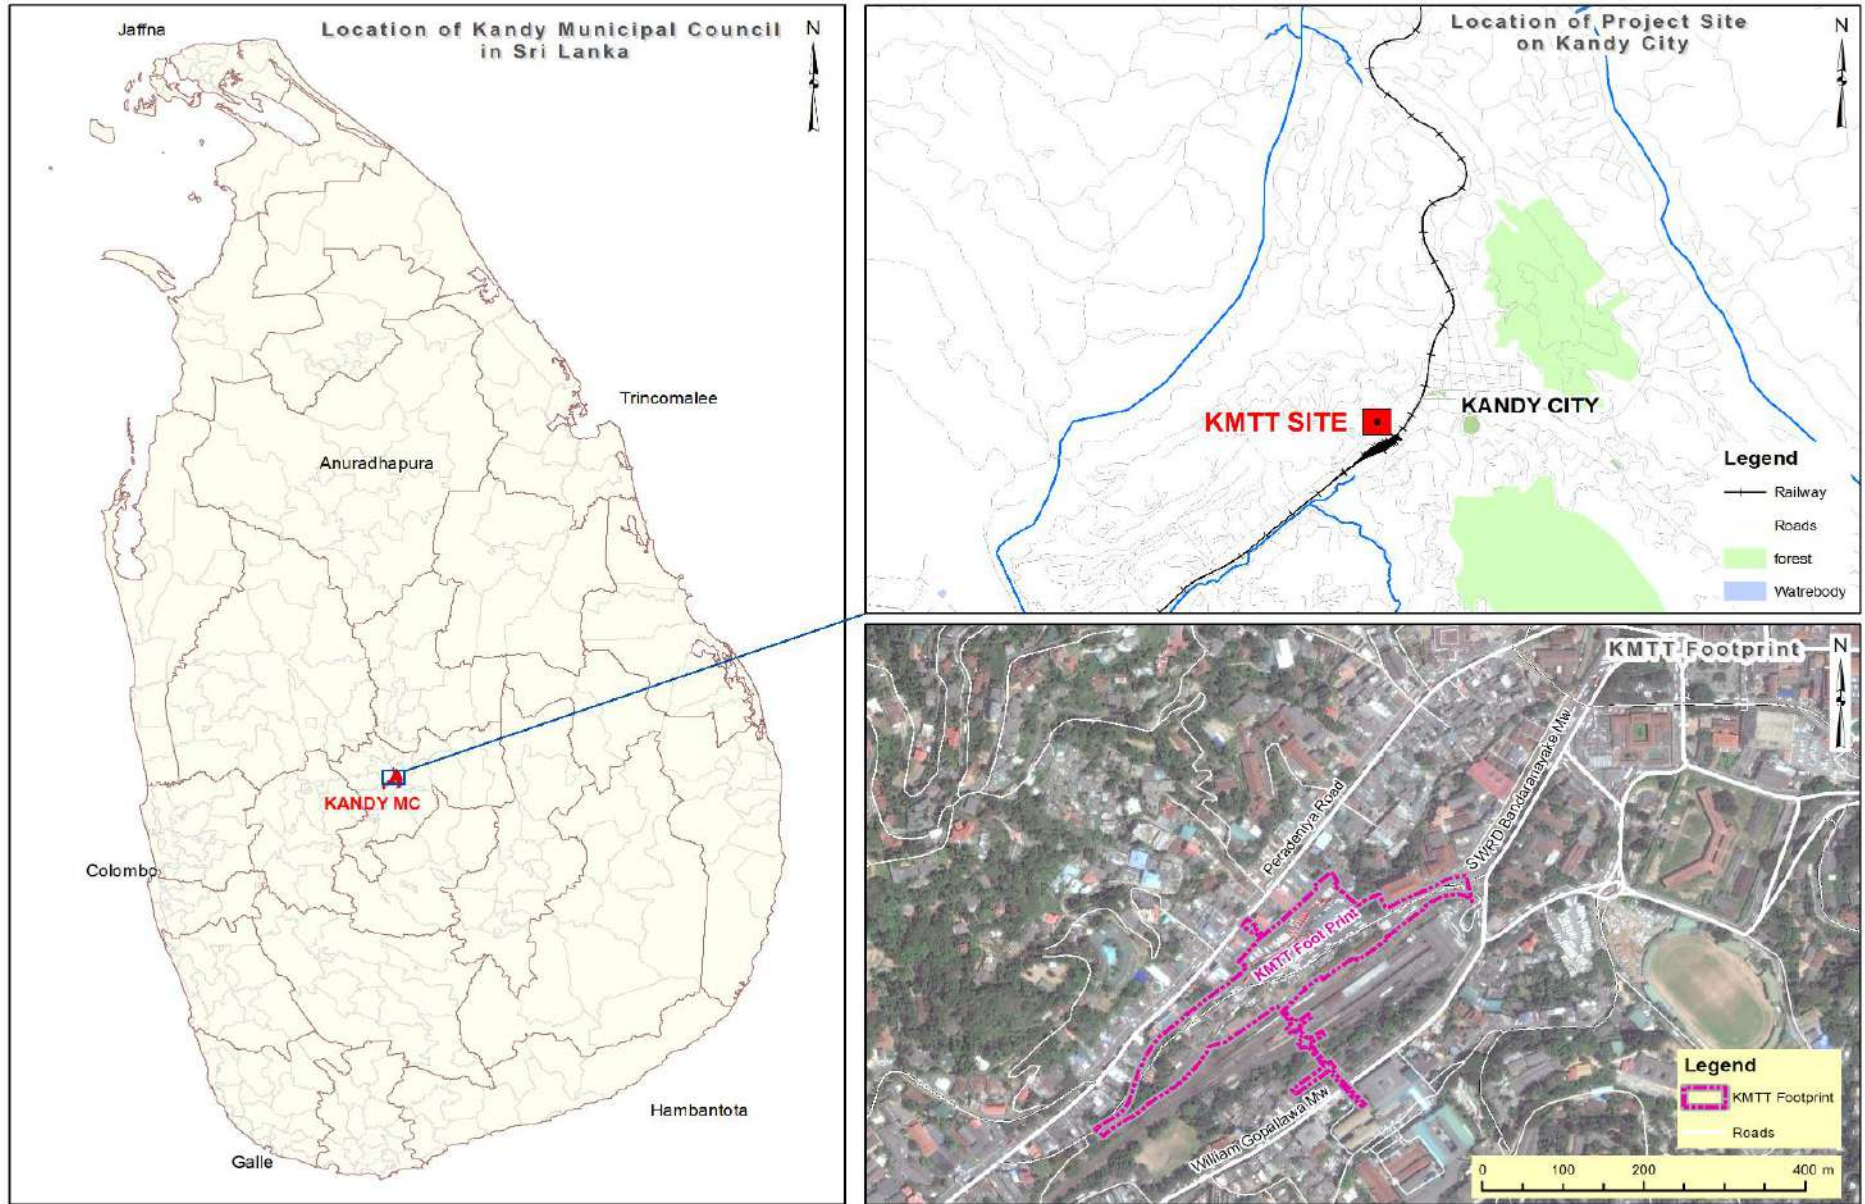 Location of Kandy Municipal Council
in Sri Lanka
N
Jaffna
Trincomalee
Anuradhapura
KANDY MC
Colombo
Hambantota
Galle
Location of Project Site
on Kandy City
N
KMTT SITE
KANDY CITY
Legend
Railway
Roads
forest
Watrebody
KMTT Footprint
N
Peradeniya Road
SWRD Bandaranayake Mw
KMTT Foot Print
William Gopallawa Mw
Legend
KMTT Footprint
Roads
0 100 200 400 m